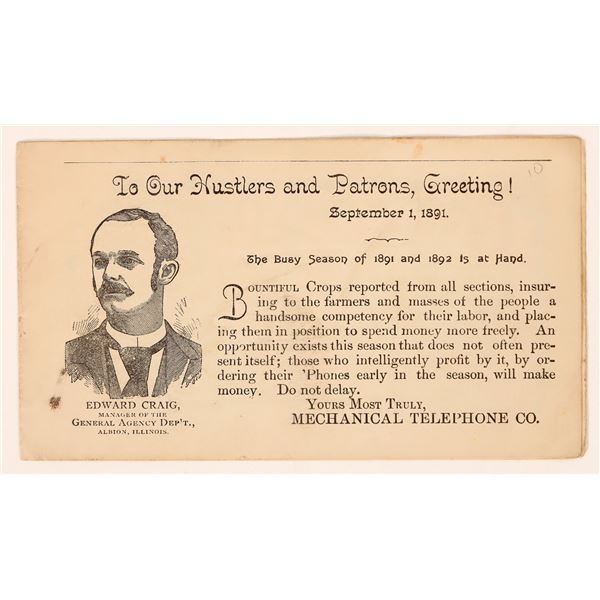 To Our Hustlers and Patrons, Greeting!
September 1, 1891.
The Busy Season of 1891 and 1892 is at Hand.
BOUNTIFUL Crops reported from all sections, insur-
ing to the farmers and masses of the people a
handsome competency for their labor, and plac-
ing them in position to spend money more freely. An
opportunity exists this season that does not often pre-
sent itself; those who intelligently profit by it, by or-
dering their 'Phones early in the season, will make
money. Do not delay.
YOURS MOST TRULY,
MECHANICAL TELEPHONE CO.
EDWARD CRAIG,
MANAGER OF THE
GENERAL AGENCY DEP'T.,
ALBION, ILLINOIS.
10